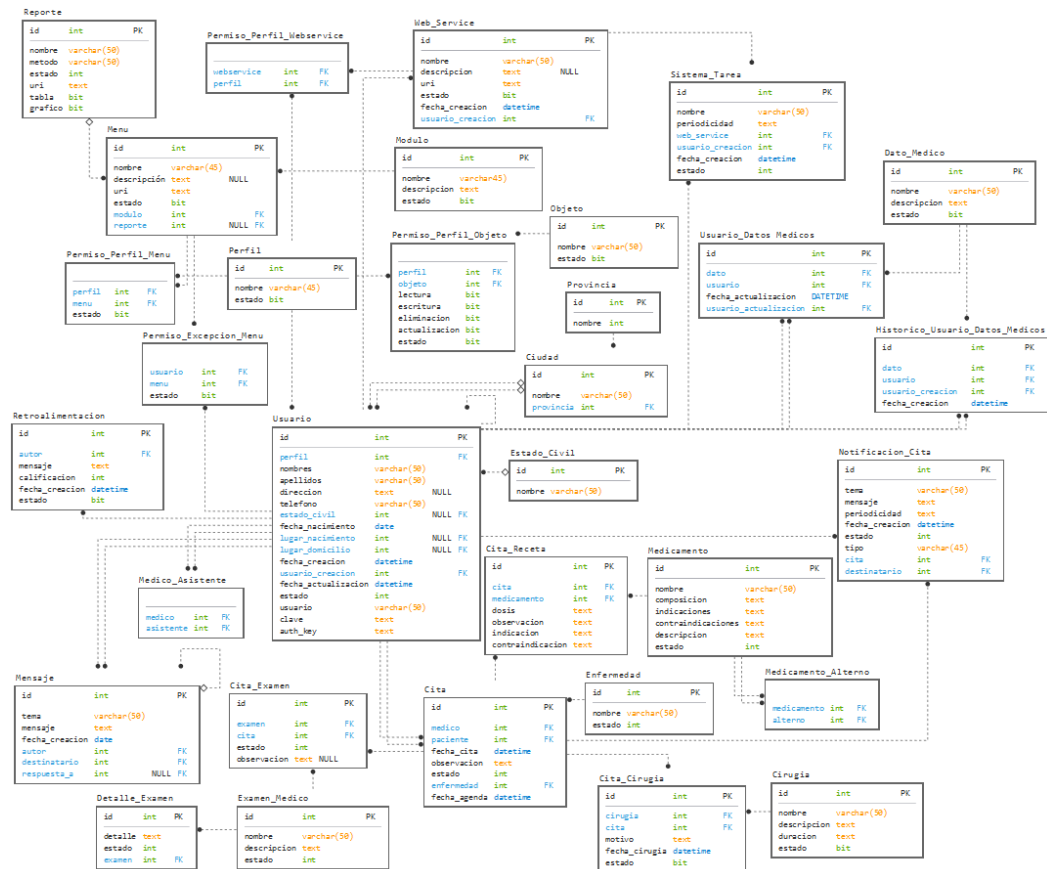 Reporte
id int PK
nombre varchar(50)
metodo varchar(50)
estado int
uri text
tabla bit
grafico bit
Permiso_Perfil_Webservice
webservice int FK
perfil int FK
Web_Service
id int PK
nombre varchar(50)
descripcion text NULL
uri text
estado bit
fecha_creacion datetime
usuario_creacion int FK
Sistema_Tarea
id int PK
nombre varchar(50)
periodicidad text
web_service int FK
usuario_creacion int FK
fecha_creacion datetime
estado int
Menu
id int PK
nombre varchar(45)
descripción text NULL
uri text
estado bit
modulo int FK
reporte int NULL FK
Modulo
id int PK
nombre varchar45)
descripcion text
estado bit
Dato_Medico
id int PK
nombre varchar(50)
descripcion text
estado bit
Objeto
id int PK
nombre varchar(50)
estado bit
Permiso_Perfil_Menu
perfil int FK
menu int FK
estado bit
Perfil
id int PK
nombre varchar(45)
estado bit
Permiso_Perfil_Objeto
perfil int FK
objeto int FK
lectura bit
escritura bit
eliminacion bit
actualizacion bit
estado bit
Usuario_Datos Medicos
id int PK
dato int FK
usuario int FK
fecha_actualizacion DATETIME
usuario_actualizacion int FK
Provincia
id int PK
nombre int
Permiso_Excepcion_Menu
usuario int FK
menu int FK
estado bit
Historico_Usuario_Datos_Medicos
id int PK
dato int FK
usuario int FK
usuario_creacion int FK
fecha_creacion datetime
Ciudad
id int PK
nombre varchar(50)
provincia int FK
Retroalimentacion
id int PK
autor int FK
mensaje text
calificacion int
fecha_creacion datetime
estado bit
Usuario
id int PK
perfil int FK
nombres varchar(50)
apellidos varchar(50)
direccion text NULL
telefono varchar(50)
estado_civil int NULL FK
fecha_nacimiento date
lugar_nacimiento int NULL FK
lugar_domicilio int NULL FK
fecha_creacion datetime
usuario_creacion int FK
fecha_actualizacion datetime
estado int
usuario varchar(50)
clave text
auth_key text
Estado_Civil
id int PK
nombre varchar(50)
Notificacion_Cita
id int PK
tema varchar(50)
mensaje text
periodicidad text
fecha_creacion datetime
estado int
tipo varchar(45)
cita int FK
destinatario int FK
Medico_Asistente
medico int FK
asistente int FK
Cita_Receta
id int PK
cita int FK
medicamento int FK
dosis text
observacion text
indicacion text
contraindicacion text
Medicamento
id int PK
nombre varchar(50)
composicion text
indicaciones text
contraindicaciones text
descripcion text
estado int
Mensaje
id int PK
tema varchar(50)
mensaje text
fecha_creacion date
autor int FK
destinatario int FK
respuesta_a int NULL FK
Cita_Examen
id int PK
examen int FK
cita int FK
estado int
observacion text NULL
Cita
id int PK
medico int FK
paciente int FK
fecha_cita datetime
observacion text
estado int
enfermedad int FK
fecha_agenda datetime
Enfermedad
id int PK
nombre varchar(50)
estado int
Medicamento_Alterno
medicamento int FK
alterno int FK
Detalle_Examen
id int PK
detalle text
estado int
examen int FK
Examen_Medico
id int PK
nombre varchar(50)
descripcion text
estado int
Cita_Cirugia
id int PK
cirugia int FK
cita int FK
motivo text
fecha_cirugia datetime
estado bit
Cirugia
id int PK
nombre varchar(50)
descripcion text
duracion text
estado bit